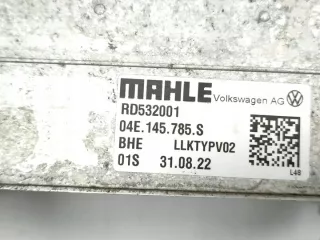 MAHLE Volkswagen AG
RD532001
04E.145.785.S
BHE LLKTYPV02
01S 31.08.22
L48